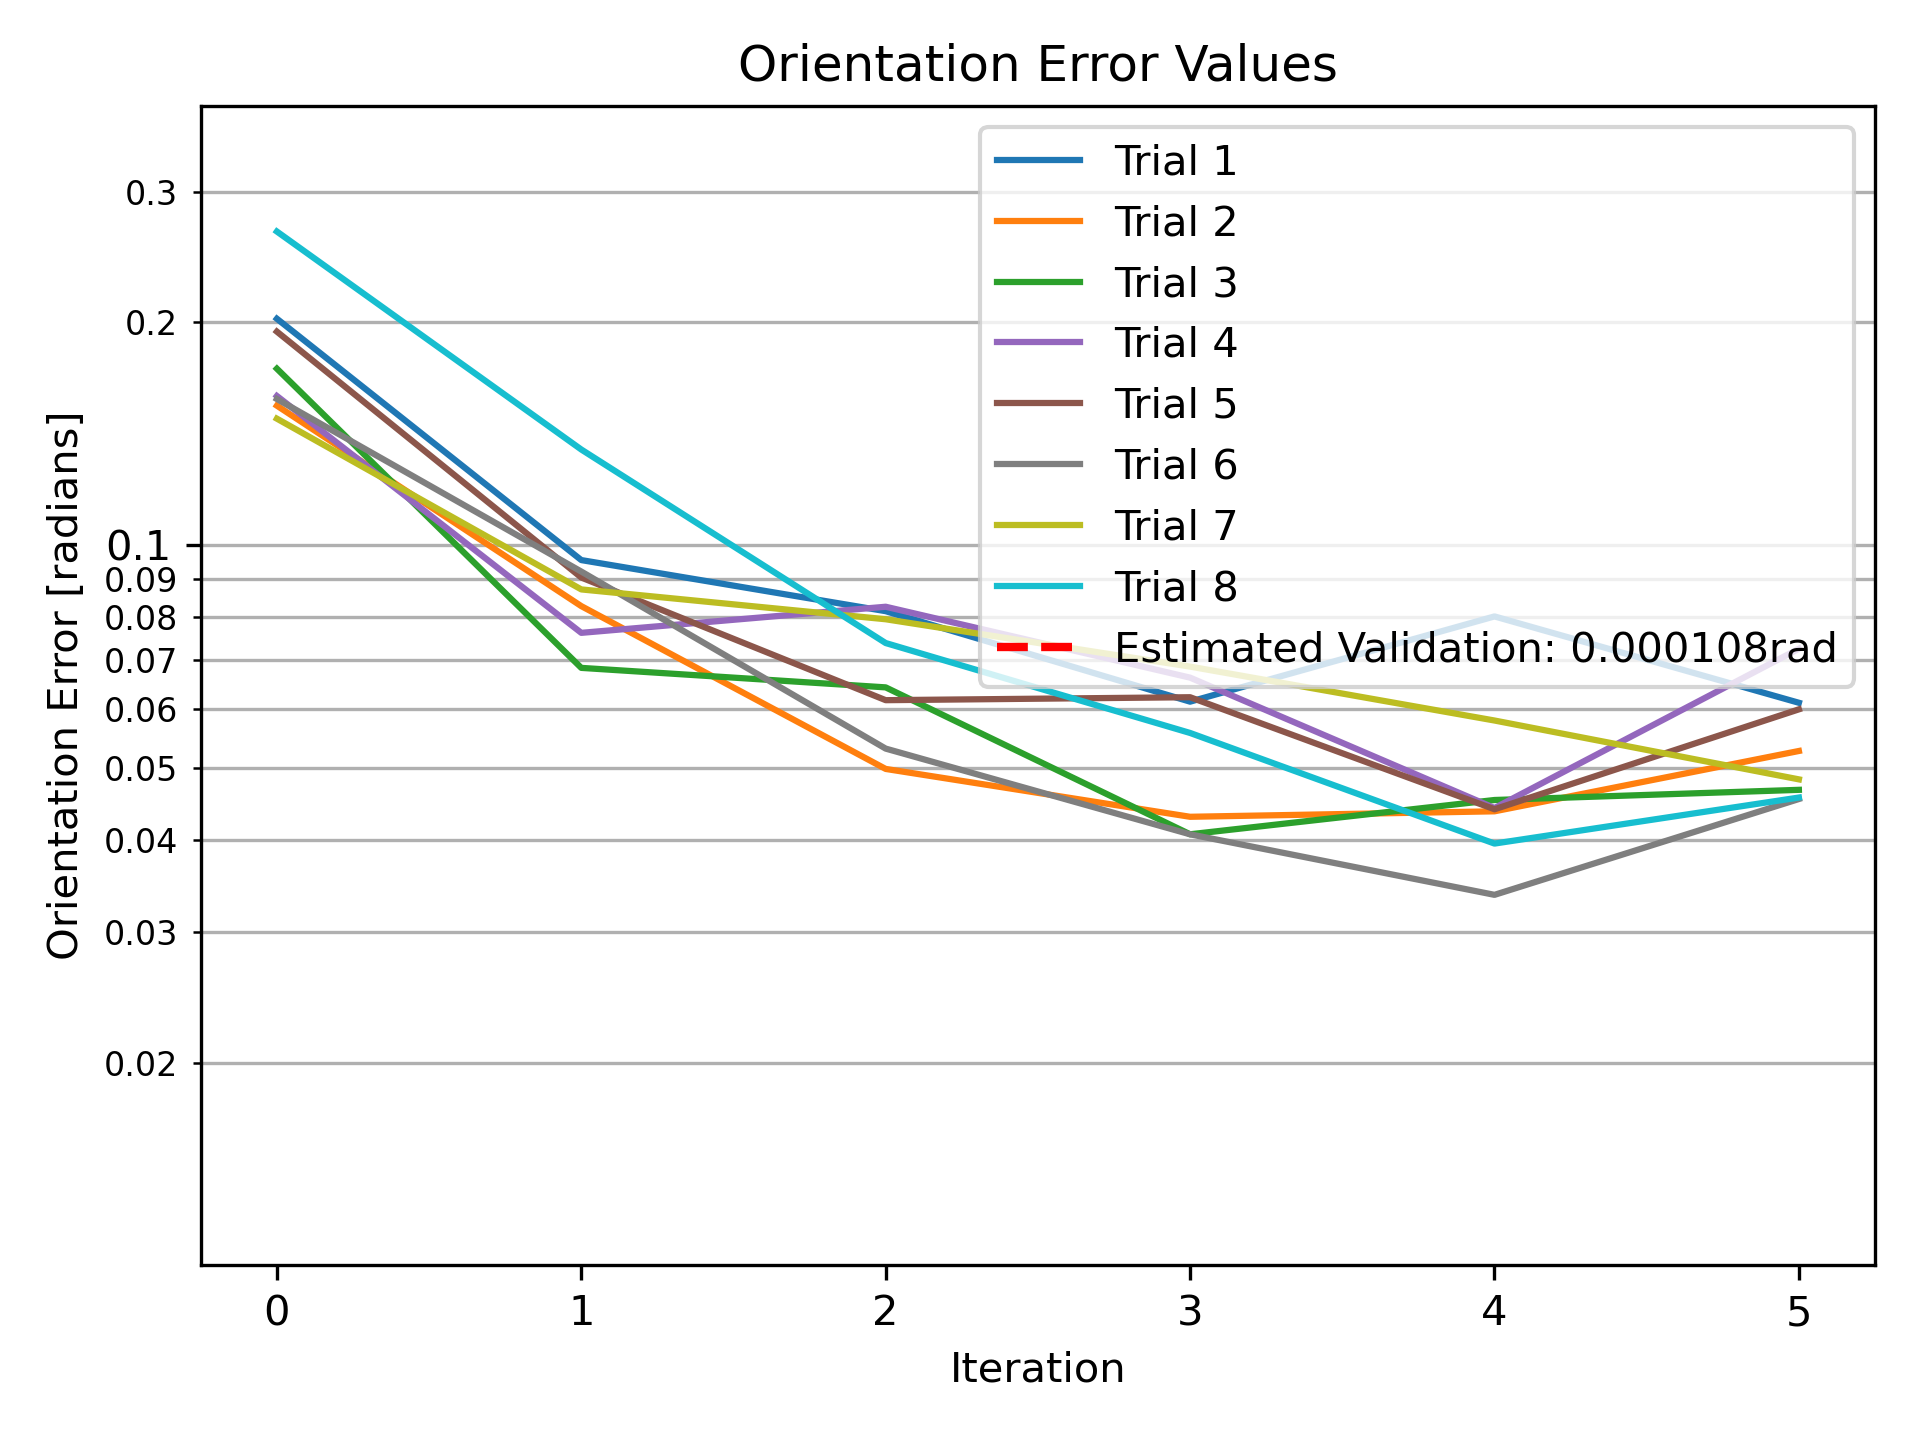 Orientation Error Values
Orientation Error [radians]
0.3
0.2
0.1
0.09
0.08
0.07
0.06
0.05
0.04
0.03
0.02
Trial 1
Trial 2
Trial 3
Trial 4
Trial 5
Trial 6
Trial 7
Trial 8
Estimated Validation: 0.000108rad
0 1 2 3 4 5
Iteration